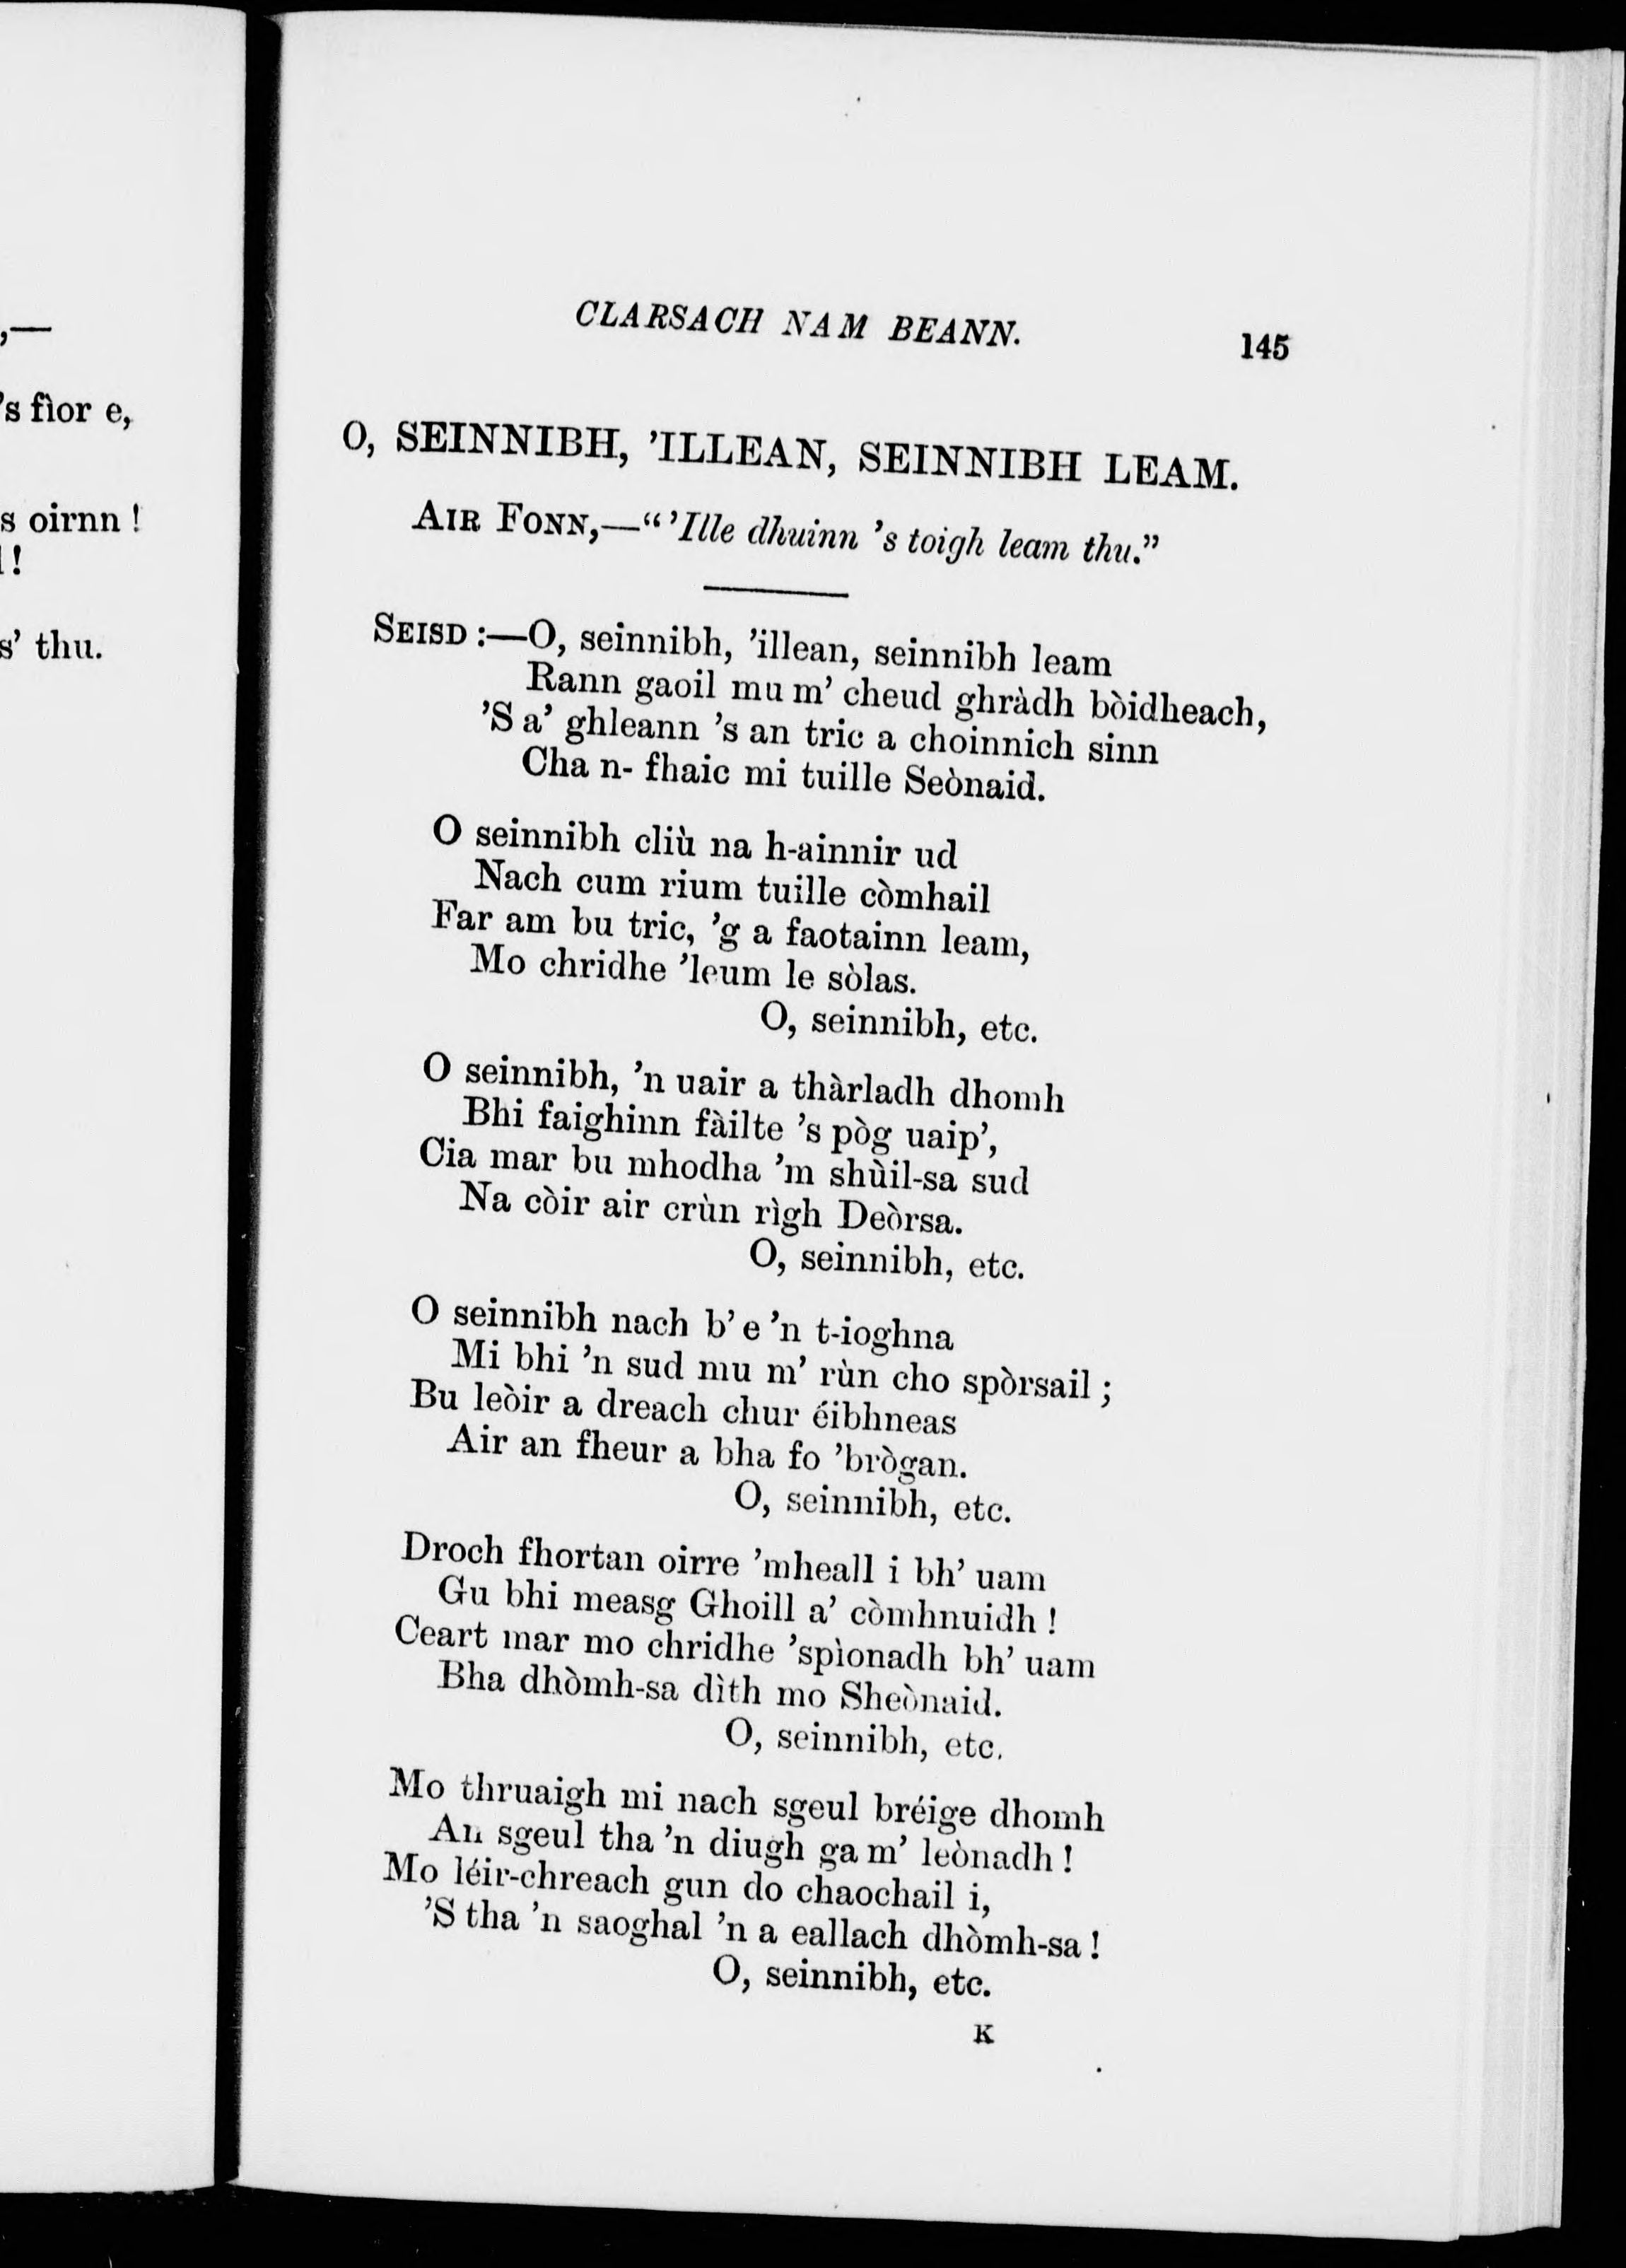 ,—
's fìor e,
s oirnn !
!
s' thu.
CLARSACH NAM BEANN. 145
O, SEINNIBH, 'ILLEAN, SEINNIBH LEAM.
AIR FONN,—“'Ille dhuinn 's toigh leam thu.”
SEISD :—O, seinnibh, 'illean, seinnibh leam
Rann gaoil mu m' cheud ghràdh bòidheach,
'S a' ghleann 's an tric a choinnich sinn
Cha n- fhaic mi tuille Seònaid.
O seinnibh cliù na h-ainnir ud
Nach cum rium tuille còmhail
Far am bu tric, 'g a faotainn leam,
Mo chridhe 'leum le sòlas.
O, seinnibh, etc.
O seinnibh, 'n uair a thàrladh dhomh
Bhi faighinn fàilte 's pòg uaip',
Cia mar bu mhodha 'm shùil-sa sud
Na còir air crùn rìgh Deòrsa.
O, seinnibh, etc.
O seinnibh nach b' e 'n t-ioghna
Mi bhi 'n sud mu m' rùn cho spòrsail ;
Bu leòir a dreach chur éibhneas
Air an fheur a bha fo 'brògan.
O, seinnibh, etc.
Droch fhortan oirre 'mheall i bh' uam
Gu bhi measg Ghoill a' còmhnuidh !
Ceart mar mo chridhe 'spìonadh bh' uam
Bha dhòmh-sa dìth mo Sheònaid.
O, seinnibh, etc.
Mo thruaigh mi nach sgeul bréige dhomh
An sgeul tha 'n diugh ga m' leònadh !
Mo léir-chreach gun do chaochail i,
'S tha 'n saoghal 'n a eallach dhòmh-sa !
O, seinnibh, etc.
K